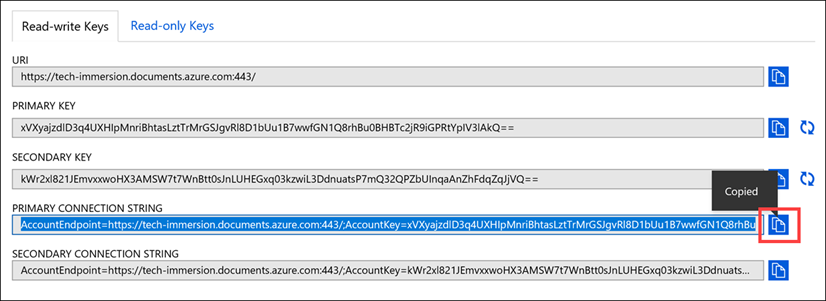 Read-write Keys
Read-only Keys
URI
https://tech-immersion.documents.azure.com:443/
PRIMARY KEY
xVXyajzdlD3q4UXHIpMnriBhtasLztTrMrGSJgvRl8D1bUu1B7wwfGN1Q8rhBu0BHBTc2jR9iGPRtYpIV3lAkQ==
SECONDARY KEY
kWr2xl821JEmvxxwoHX3AMSW7t7WnBtt0sJnLUHEGxq03kzwiL3DdnuatsP7mQ32QPZbUInqaAnZhFdqZqJjVQ==
Copied
PRIMARY CONNECTION STRING
AccountEndpoint=https://tech-immersion.documents.azure.com:443/;AccountKey=xVXyajzdlD3q4UXHIpMnriBhtasLztTrMrGSJgvRl8D1bUu1B7wwfGN1Q8rhBu
SECONDARY CONNECTION STRING
AccountEndpoint=https://tech-immersion.documents.azure.com:443/;AccountKey=kWr2xl821JEmvxxwoHX3AMSW7t7WnBtt0sJnLUHEGxq03kzwiL3Ddnuats...